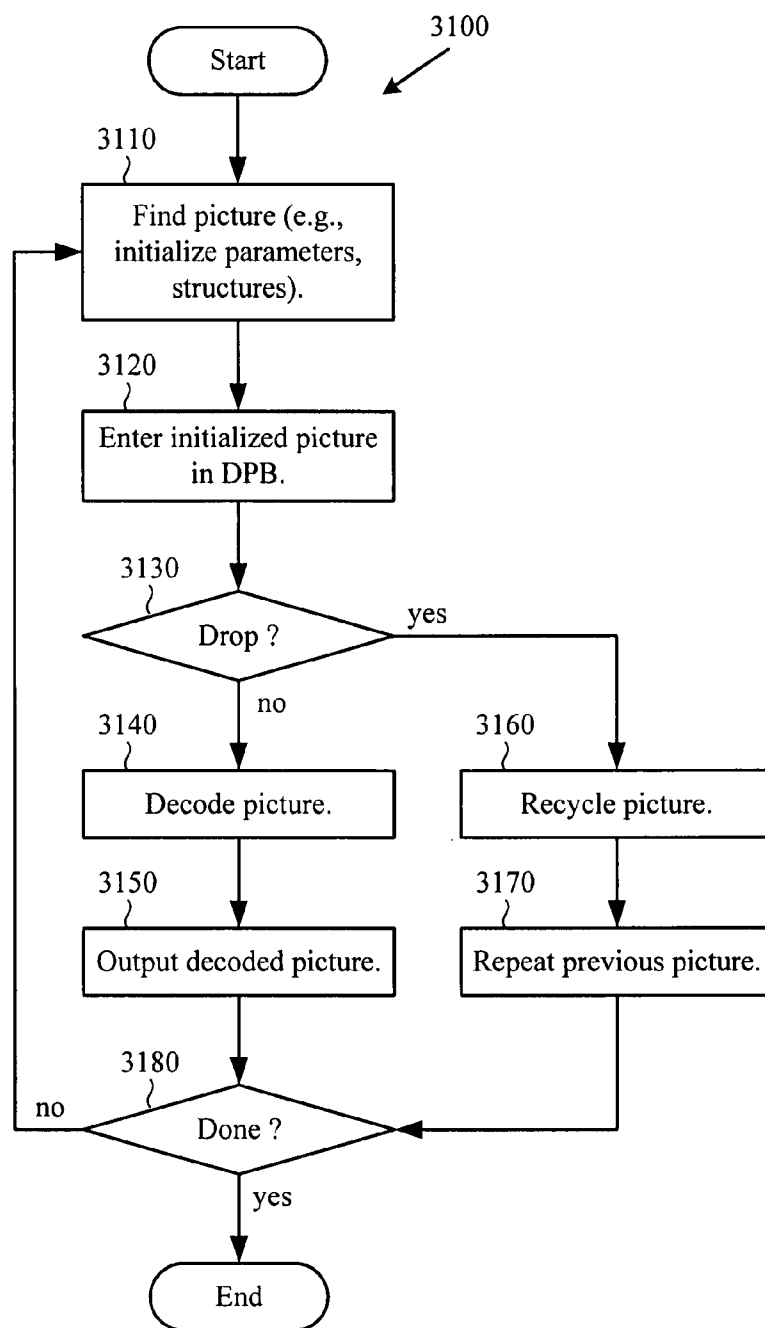 Start
3100
3110
Find picture (e.g.,
initialize parameters,
structures).
3120
Enter initialized picture
in DPB.
3130
Drop ?
yes
no
3140
Decode picture.
3160
Recycle picture.
3150
Output decoded picture.
3170
Repeat previous picture.
3180
no
Done ?
yes
End